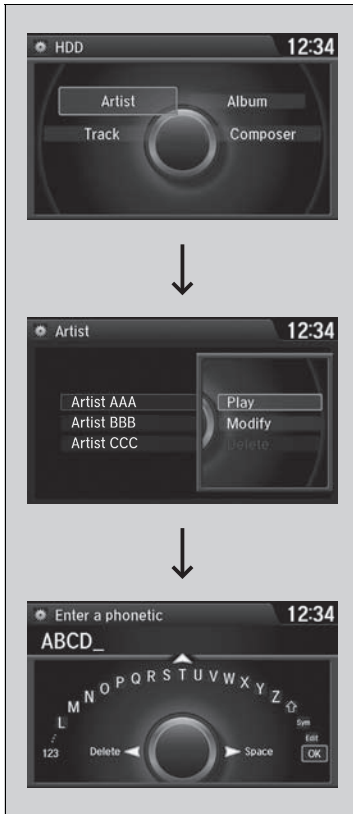 HDD 12:34
Artist Album
Track Composer
Artist 12:34
Artist AAA Play
Artist BBB Modify
Artist CCC Delete
Enter a phonetic 12:34
ABCD_
L M N O P Q R S T U V W X Y Z
Sym
Edit
123 Delete Space OK